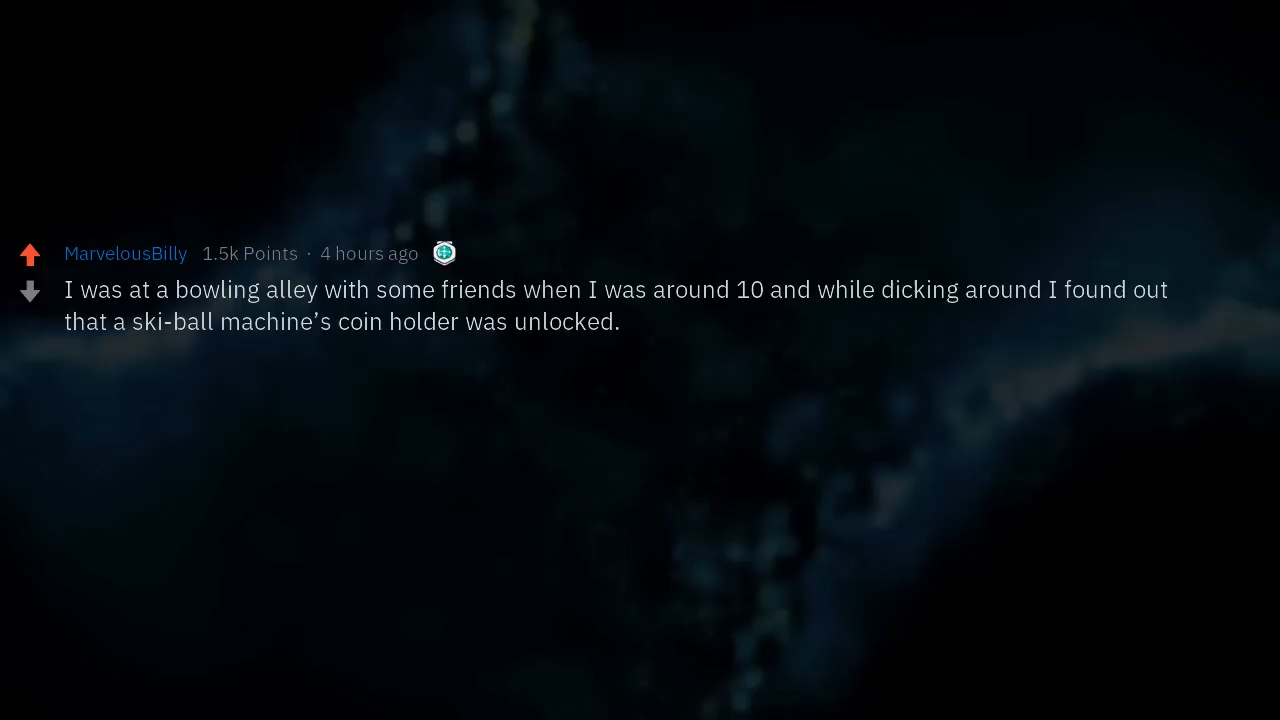 MarvelousBilly 1.5k Points · 4 hours ago
I was at a bowling alley with some friends when I was around 10 and while dicking around I found out
that a ski-ball machine’s coin holder was unlocked.